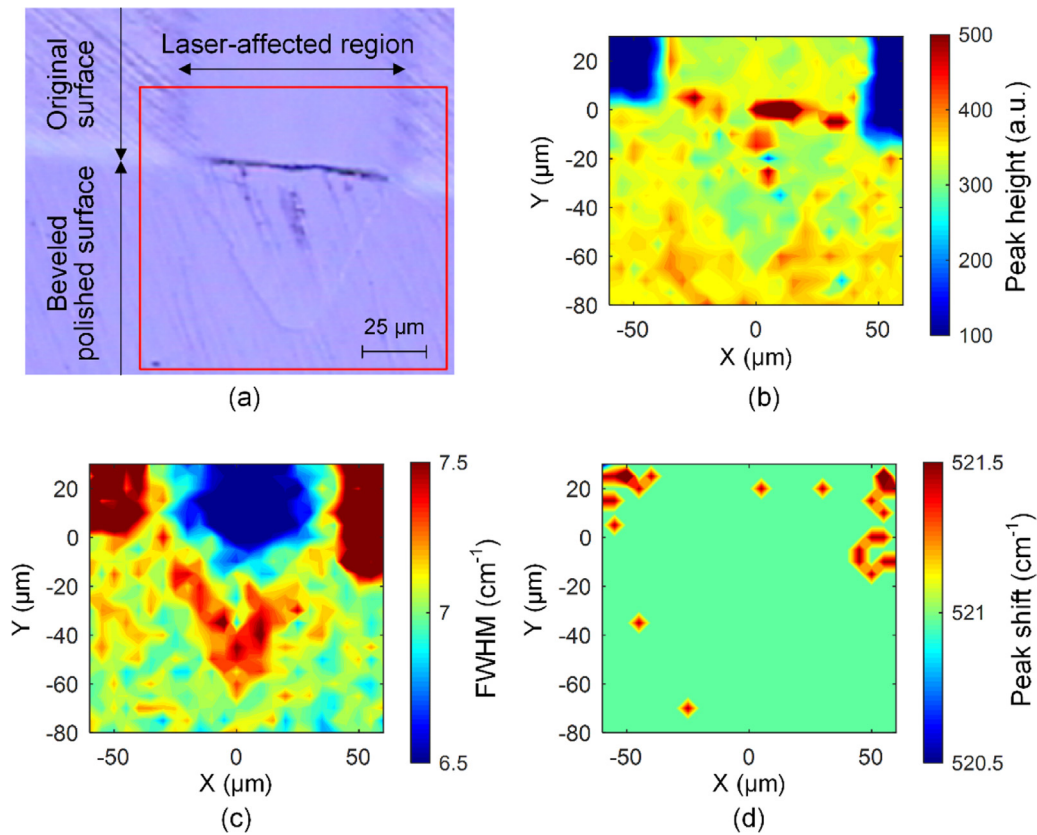 Laser-affected region
Original
surface
Beveled
polished surface
25 µm
(a)
20
0
-20
-40
-60
-80
Y (µm)
-50
0
50
X (µm)
500
400
300
200
100
Peak height (a.u.)
(b)
20
0
-20
-40
-60
-80
Y (µm)
-50
0
50
X (µm)
7.5
7
6.5
FWHM (cm⁻¹)
(c)
20
0
-20
-40
-60
-80
Y (µm)
-50
0
50
X (µm)
521.5
521
520.5
Peak shift (cm⁻¹)
(d)